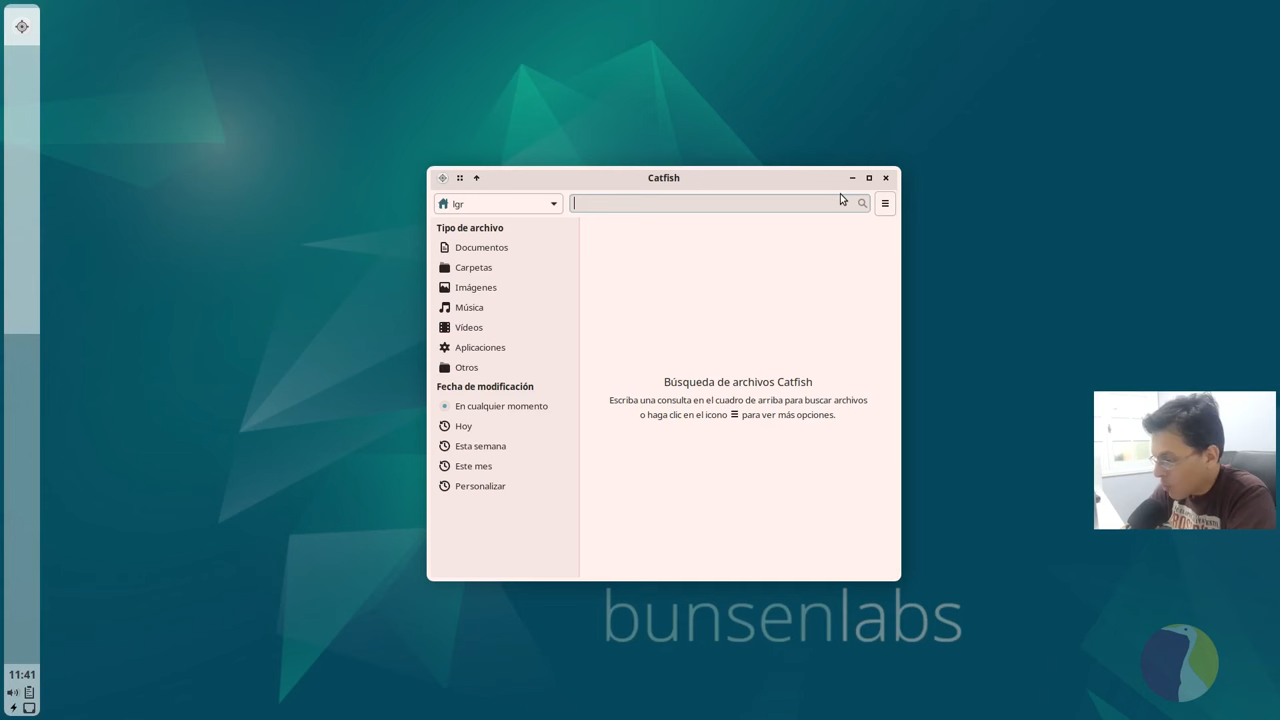 Catfish
lgr
Tipo de archivo
Documentos
Carpetas
Imágenes
Música
Vídeos
Aplicaciones
Otros
Fecha de modificación
En cualquier momento
Hoy
Esta semana
Este mes
Personalizar
Búsqueda de archivos Catfish
Escriba una consulta en el cuadro de arriba para buscar archivos
o haga clic en el icono ☰ para ver más opciones.
bunsenlabs
11:41